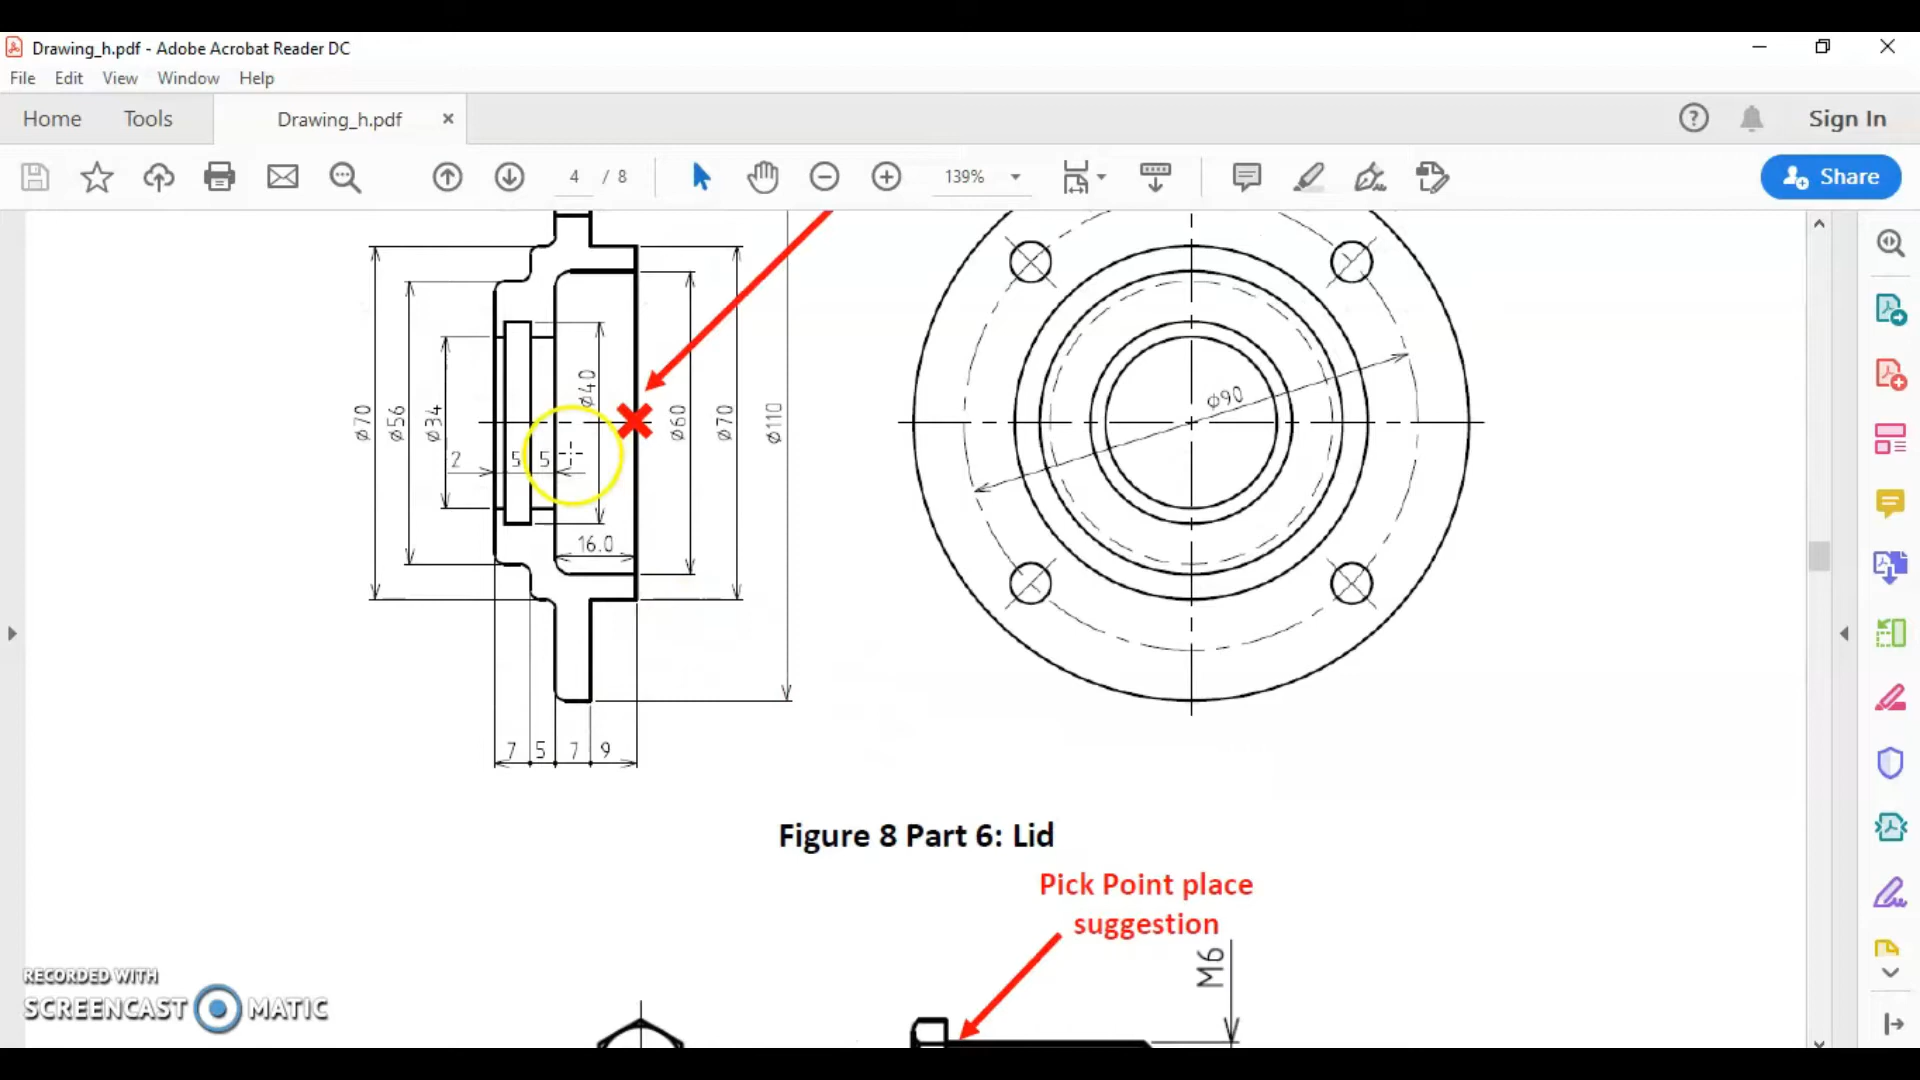 Drawing_h.pdf - Adobe Acrobat Reader DC
File Edit View Window Help
Home Tools Drawing_h.pdf × Sign In
4 / 8 139% Share
⌀70 ⌀56 ⌀34 ⌀40 ⌀60 ⌀70 ⌀110 ⌀90
2 5 5
16.0
7 5 7 9
Figure 8 Part 6: Lid
Pick Point place
suggestion
M6
RECORDED WITH
SCREENCAST MATIC